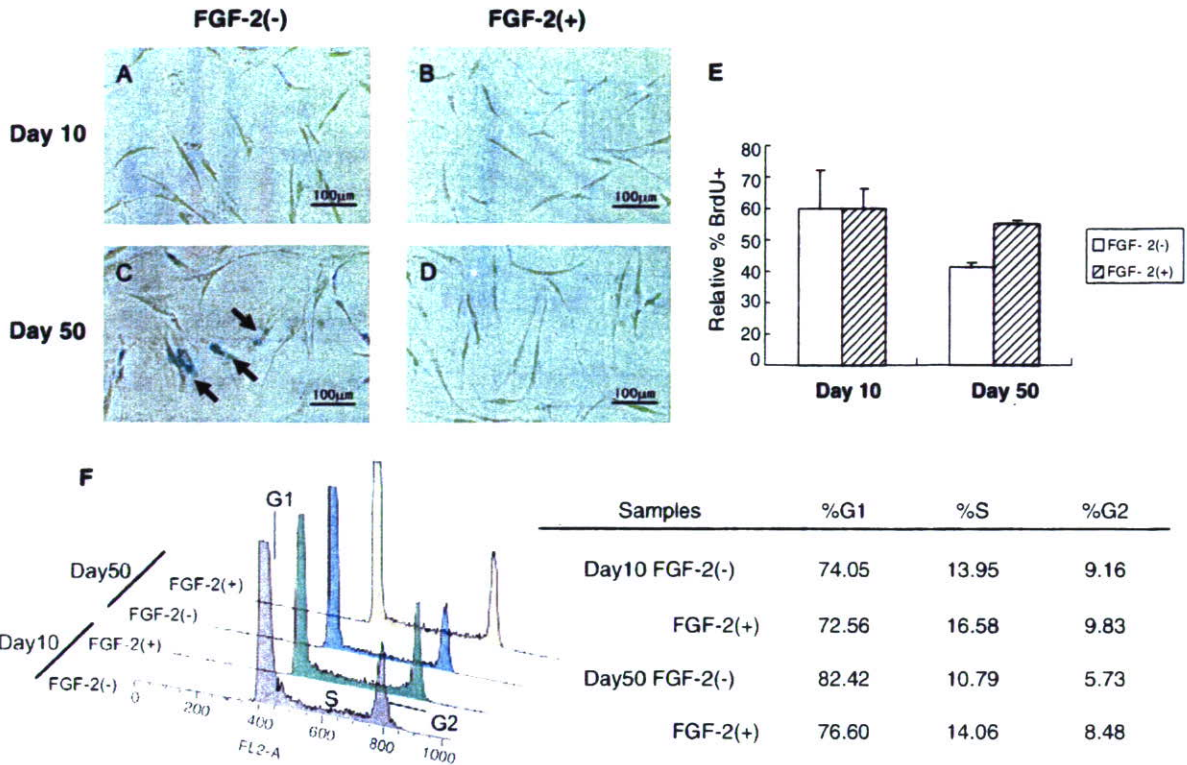 FGF-2(-) FGF-2(+)
Day 10
A
100µm
B
100µm
Day 50
C
100µm
D
100µm
E
Relative % BrdU+
80
70
60
50
40
30
20
0
Day 10 Day 50
FGF- 2(-)
FGF- 2(+)
F
G1
S
G2
Day50
FGF-2(+)
FGF-2(-)
Day10
FGF-2(+)
FGF-2(-)
0 200 400 600 800 1000
FL2-A
Samples %G1 %S %G2
Day10 FGF-2(-) 74.05 13.95 9.16
FGF-2(+) 72.56 16.58 9.83
Day50 FGF-2(-) 82.42 10.79 5.73
FGF-2(+) 76.60 14.06 8.48